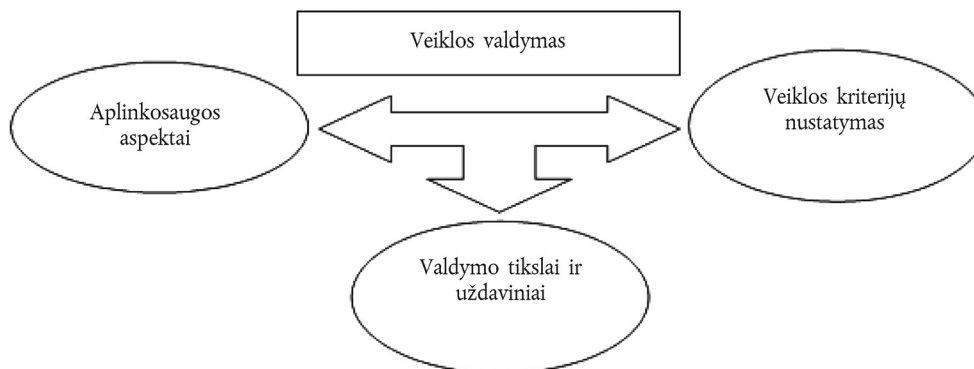 Veiklos valdymas
Aplinkosaugos
aspektai
Veiklos kriterijų
nustatymas
Valdymo tikslai ir
uždaviniai